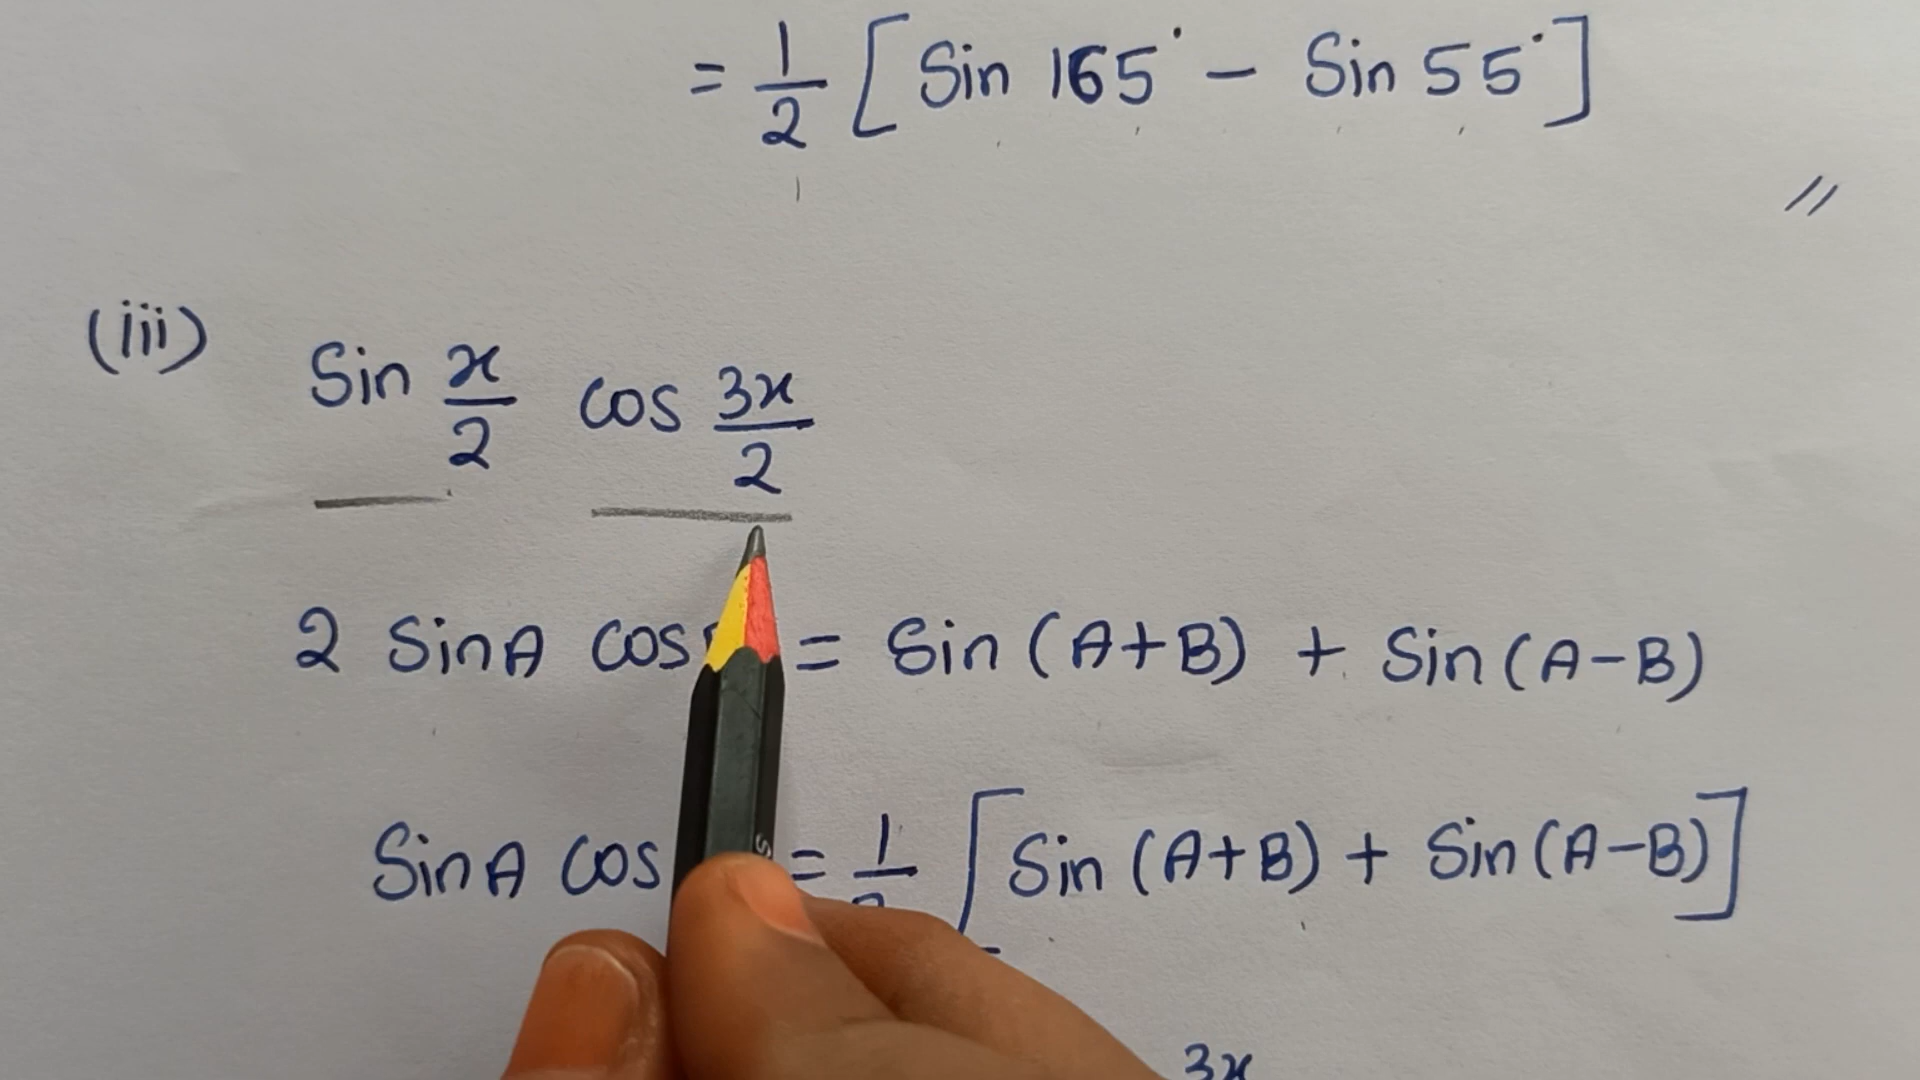 = 1/2 [ Sin 165° - Sin 55° ]
//
(iii) Sin x/2 cos 3x/2
2 SinA cos = Sin (A+B) + Sin (A-B)
SinA cos = 1/2 [ Sin (A+B) + Sin (A-B) ]
3x